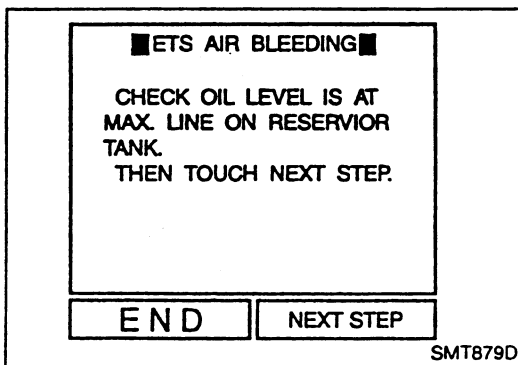 ETS AIR BLEEDING
CHECK OIL LEVEL IS AT
MAX. LINE ON RESERVIOR
TANK.
THEN TOUCH NEXT STEP.
END
NEXT STEP
SMT879D